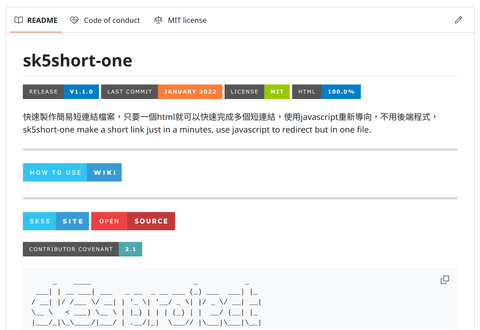 README Code of conduct MIT license
sk5short-one
RELEASE V1.1.0 LAST COMMIT JANUARY 2022 LICENSE MIT HTML 100.0%
快速製作簡易短連結檔案，只要一個html就可以快速完成多個短連結，使用javascript重新導向，不用後端程式，
sk5short-one make a short link just in a minutes, use javascript to redirect but in one file.
HOW TO USE WIKI
SKSS SITE OPEN SOURCE
CONTRIBUTOR COVENANT 2.1